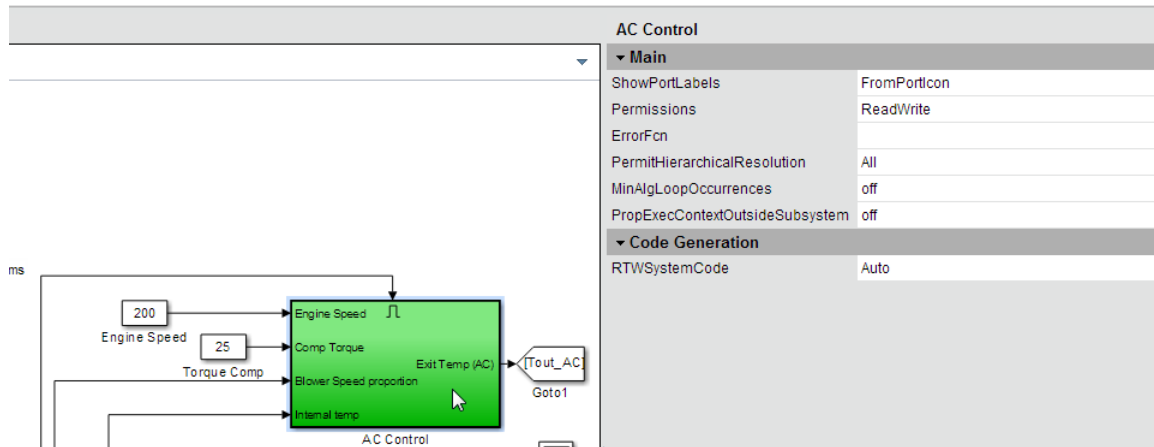 AC Control
Main
ShowPortLabels FromPortIcon
Permissions ReadWrite
ErrorFcn
PermitHierarchicalResolution All
MinAlgLoopOccurrences off
PropExecContextOutsideSubsystem off
Code Generation
RTWSystemCode Auto
ms
200
Engine Speed
25
Torque Comp
Engine Speed
Comp Torque
Exit Temp (AC)
Blower Speed proportion
Internal temp
AC Control
[Tout_AC]
Goto1